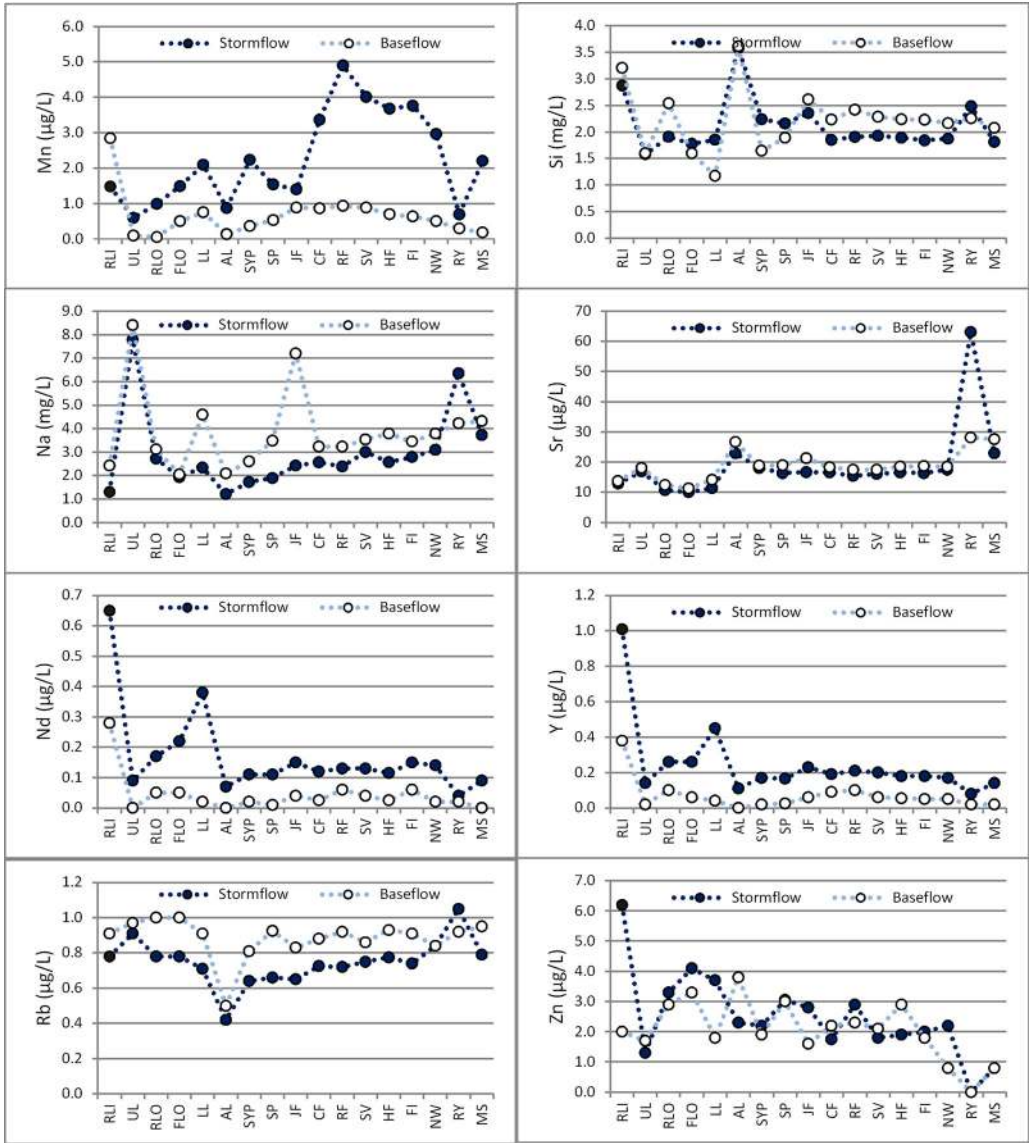 Stormflow Baseflow
Mn (µg/L)
6.0
5.0
4.0
3.0
2.0
1.0
0.0
RLI UL RLO FLO LL AL SYP SP JF CF RF SV HF FI NW RY MS
Stormflow Baseflow
Si (mg/L)
4.0
3.5
3.0
2.5
2.0
1.5
1.0
0.5
0.0
RLI UL RLO FLO LL AL SYP SP JF CF RF SV HF FI NW RY MS
Stormflow Baseflow
Na (mg/L)
9.0
8.0
7.0
6.0
5.0
4.0
3.0
2.0
1.0
0.0
RLI UL RLO FLO LL AL SYP SP JF CF RF SV HF FI NW RY MS
Stormflow Baseflow
Sr (µg/L)
70
60
50
40
30
20
10
0
RLI UL RLO FLO LL AL SYP SP JF CF RF SV HF FI NW RY MS
Stormflow Baseflow
Nd (µg/L)
0.7
0.6
0.5
0.4
0.3
0.2
0.1
0.0
RLI UL RLO FLO LL AL SYP SP JF CF RF SV HF FI NW RY MS
Stormflow Baseflow
Y (µg/L)
1.2
1.0
0.8
0.6
0.4
0.2
0.0
RLI UL RLO FLO LL AL SYP SP JF CF RF SV HF FI NW RY MS
Stormflow Baseflow
Rb (µg/L)
1.2
1.0
0.8
0.6
0.4
0.2
0.0
RLI UL RLO FLO LL AL SYP SP JF CF RF SV HF FI NW RY MS
Stormflow Baseflow
Zn (µg/L)
7.0
6.0
5.0
4.0
3.0
2.0
1.0
0.0
RLI UL RLO FLO LL AL SYP SP JF CF RF SV HF FI NW RY MS